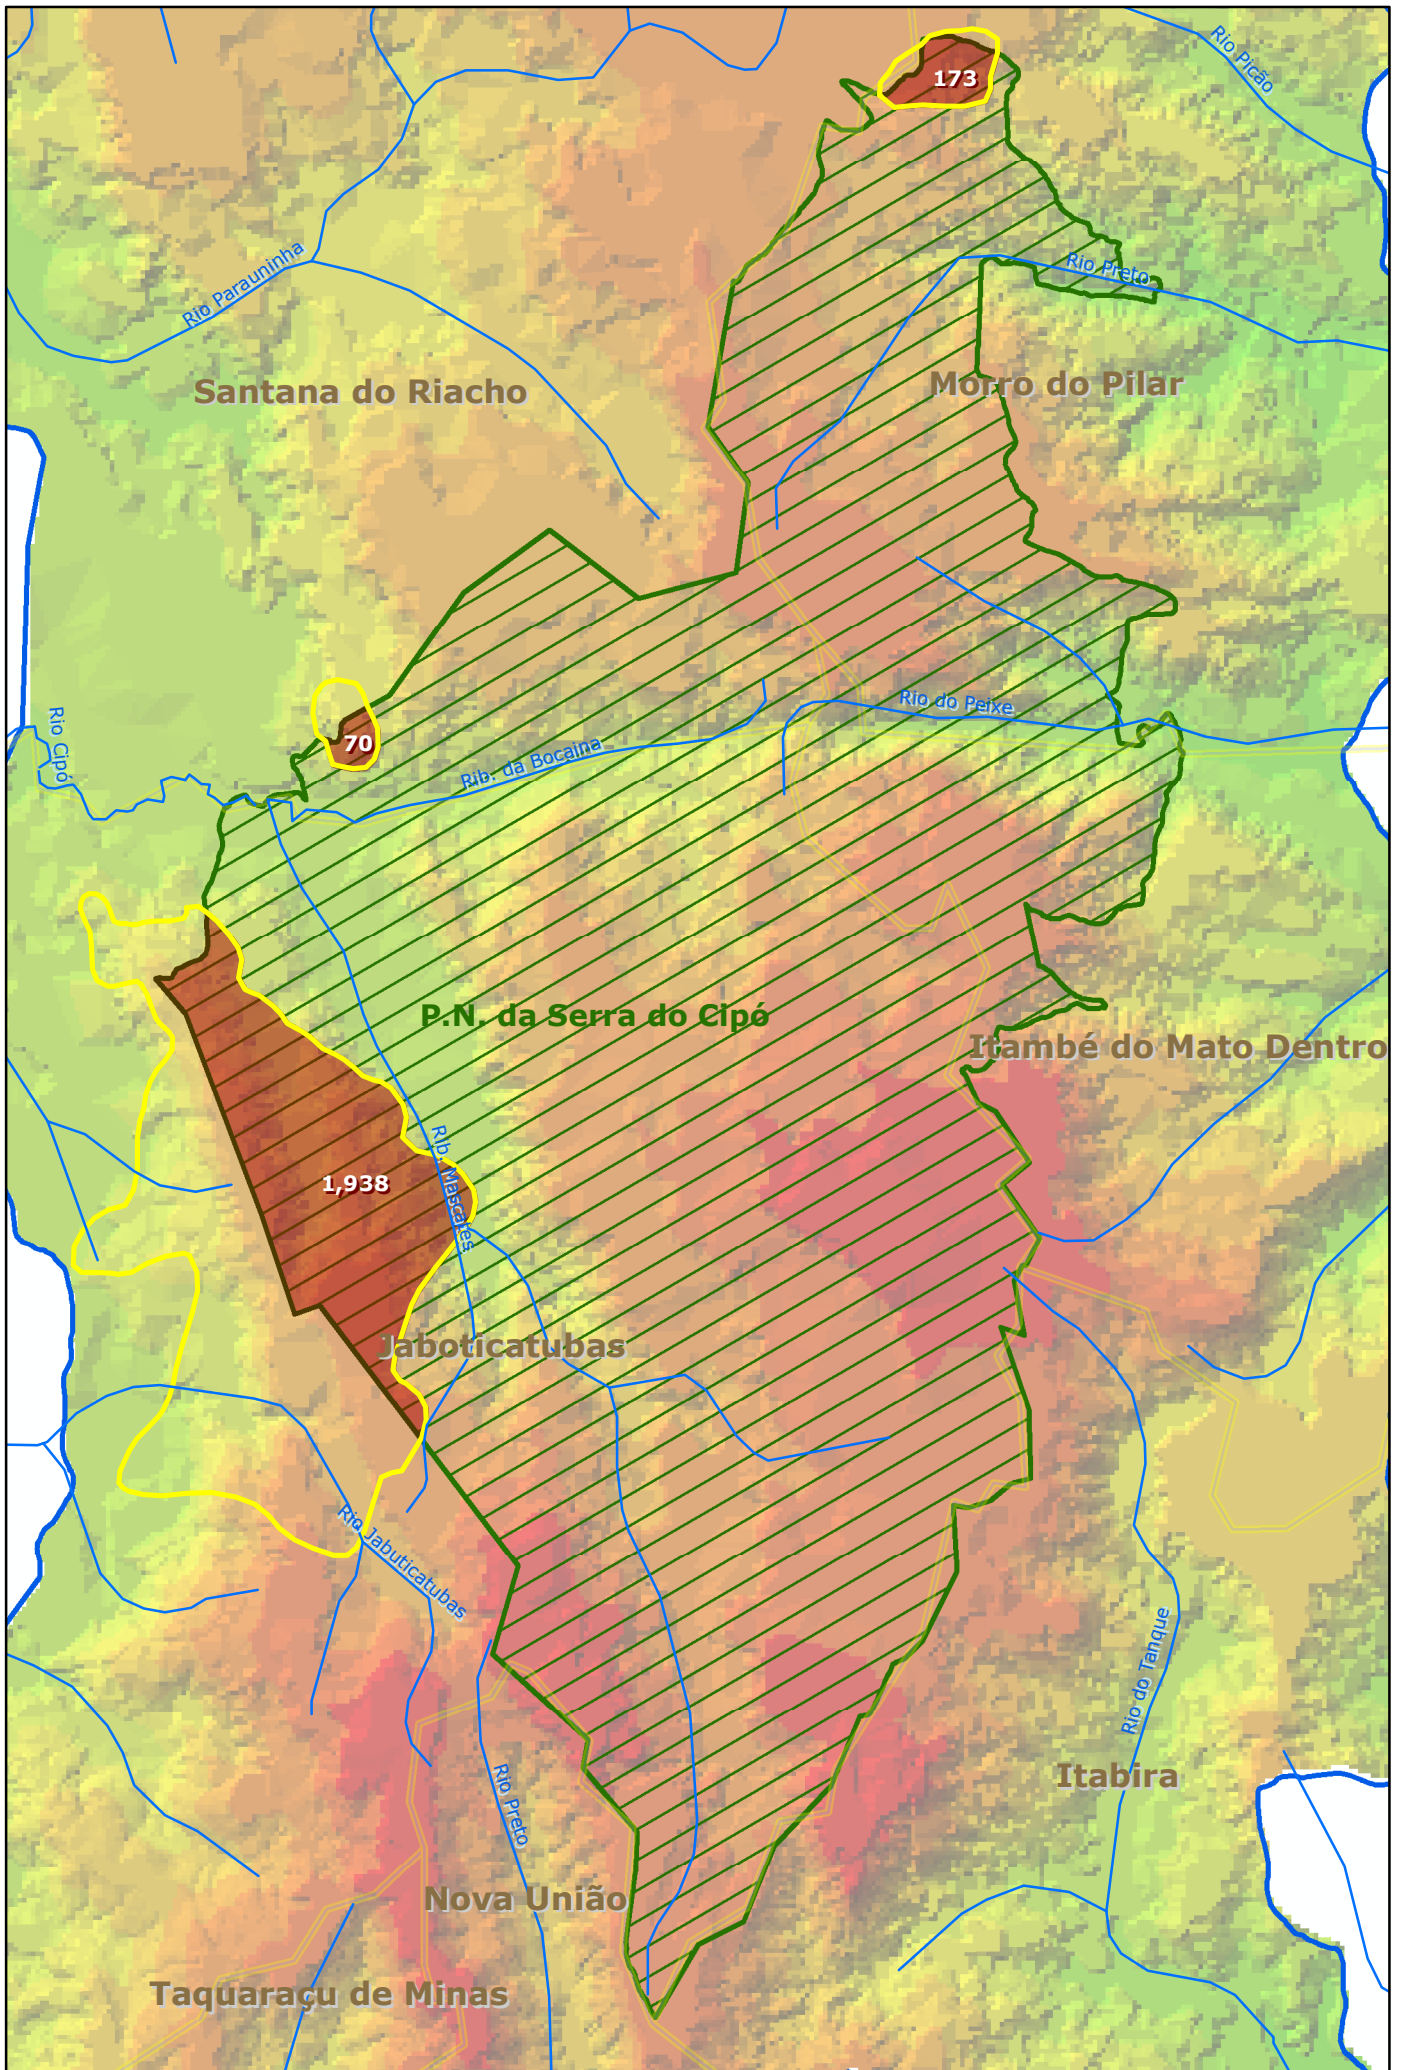 Rio Picão
173
Rio Preto
Rio Parauninha
Santana do Riacho
Morro do Pilar
Rio do Peixe
Rio Cipó
70
Rib. da Bocaina
P.N. da Serra do Cipó
Itambé do Mato Dentro
Rib. Mascates
1,938
Jaboticatubas
Rio Jabuticatubas
Rio do Tanque
Itabira
Rio Preto
Nova União
Taquaraçu de Minas